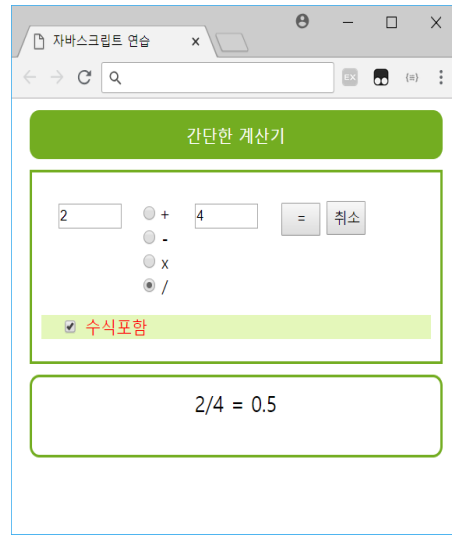 자바스크립트 연습
EX
간단한 계산기
2 + 4 = 취소
-
x
/
수식포함
2/4 = 0.5